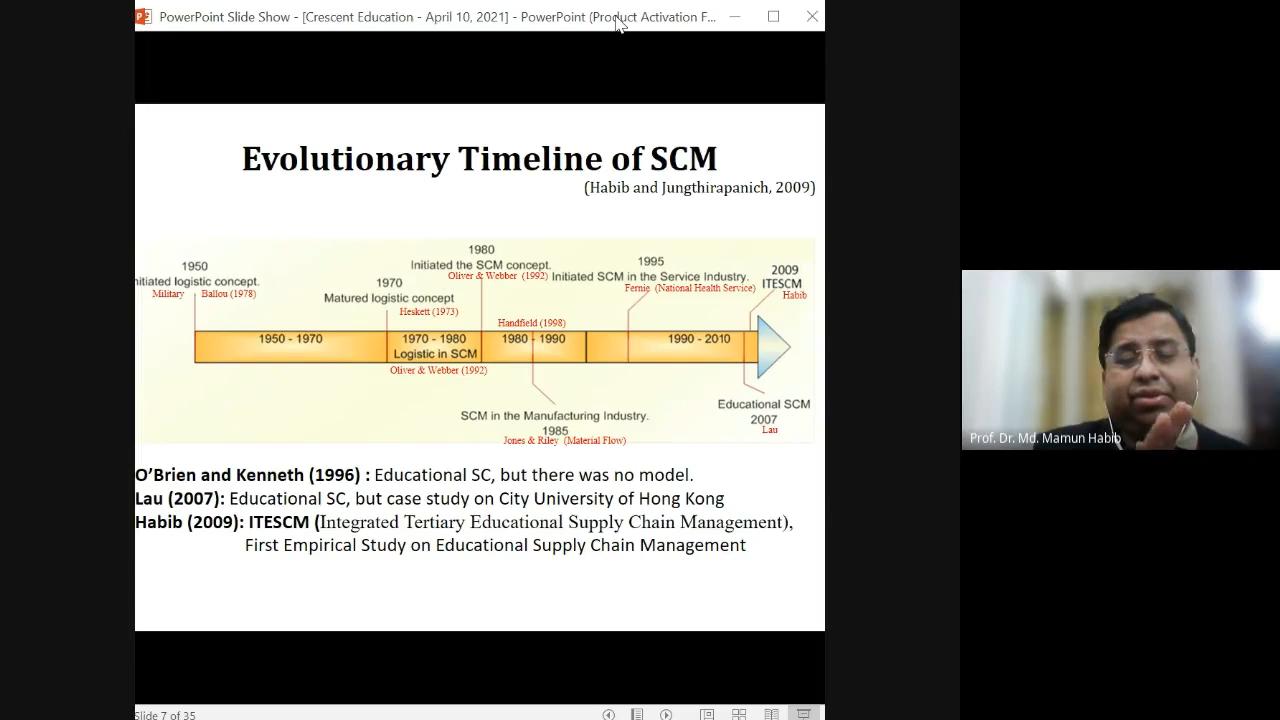 PowerPoint Slide Show - [Crescent Education - April 10, 2021] - PowerPoint (Product Activation F...
Evolutionary Timeline of SCM
(Habib and Jungthirapanich, 2009)
1950
nitiated logistic concept.
Military Ballou (1978)
1970
Matured logistic concept
Heskett (1973)
1980
Initiated the SCM concept.
Oliver & Webber (1992)
1995
Initiated SCM in the Service Industry.
Fernie (National Health Service)
2009
ITESCM
Habib
Handfield (1998)
1950 - 1970
1970 - 1980
Logistic in SCM
1980 - 1990
1990 - 2010
Oliver & Webber (1992)
SCM in the Manufacturing Industry.
1985
Jones & Riley (Material Flow)
Educational SCM
2007
Lau
O'Brien and Kenneth (1996) : Educational SC, but there was no model.
Lau (2007): Educational SC, but case study on City University of Hong Kong
Habib (2009): ITESCM (Integrated Tertiary Educational Supply Chain Management),
First Empirical Study on Educational Supply Chain Management
Slide 7 of 35
Prof. Dr. Md. Mamun Habib